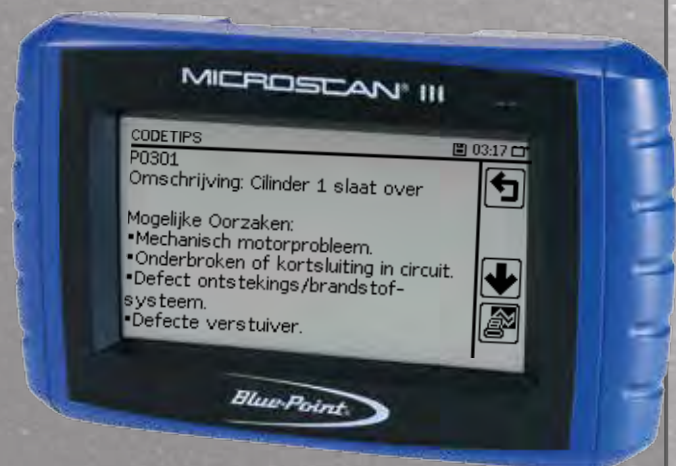 MICROSCAN® III
CODETIPS 03:17
P0301
Omschrijving: Cilinder 1 slaat over
Mogelijke Oorzaken:
▪Mechanisch motorprobleem.
▪Onderbroken of kortsluiting in circuit.
▪Defect ontstekings/brandstof-
systeem.
▪Defecte verstuiver.
Blue-Point®